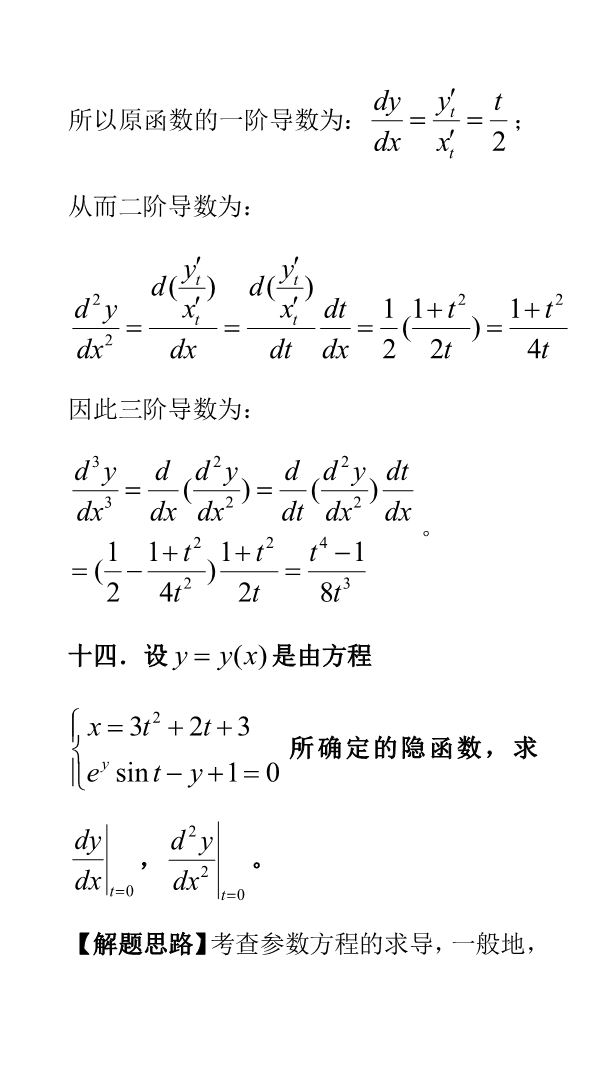 所以原函数的一阶导数为：$\frac{dy}{dx}=\frac{y'_t}{x'_t}=\frac{t}{2}$；
从而二阶导数为：
$\frac{d^2y}{dx^2}=\frac{d(\frac{y'_t}{x'_t})}{dx}=\frac{d(\frac{y'_t}{x'_t})}{dt}\frac{dt}{dx}=\frac{1}{2}(\frac{1+t^2}{2t})=\frac{1+t^2}{4t}$
因此三阶导数为：
$\frac{d^3y}{dx^3}=\frac{d}{dx}(\frac{d^2y}{dx^2})=\frac{d}{dt}(\frac{d^2y}{dx^2})\frac{dt}{dx}$
$=(\frac{1}{2}-\frac{1+t^2}{4t^2})\frac{1+t^2}{2t}=\frac{t^4-1}{8t^3}$。
十四．设$y=y(x)$是由方程
$\begin{cases}x=3t^2+2t+3\\e^y\sin t-y+1=0\end{cases}$所确定的隐函数，求
$\left.\frac{dy}{dx}\right|_{t=0}$，$\left.\frac{d^2y}{dx^2}\right|_{t=0}$。
【解题思路】考查参数方程的求导，一般地，